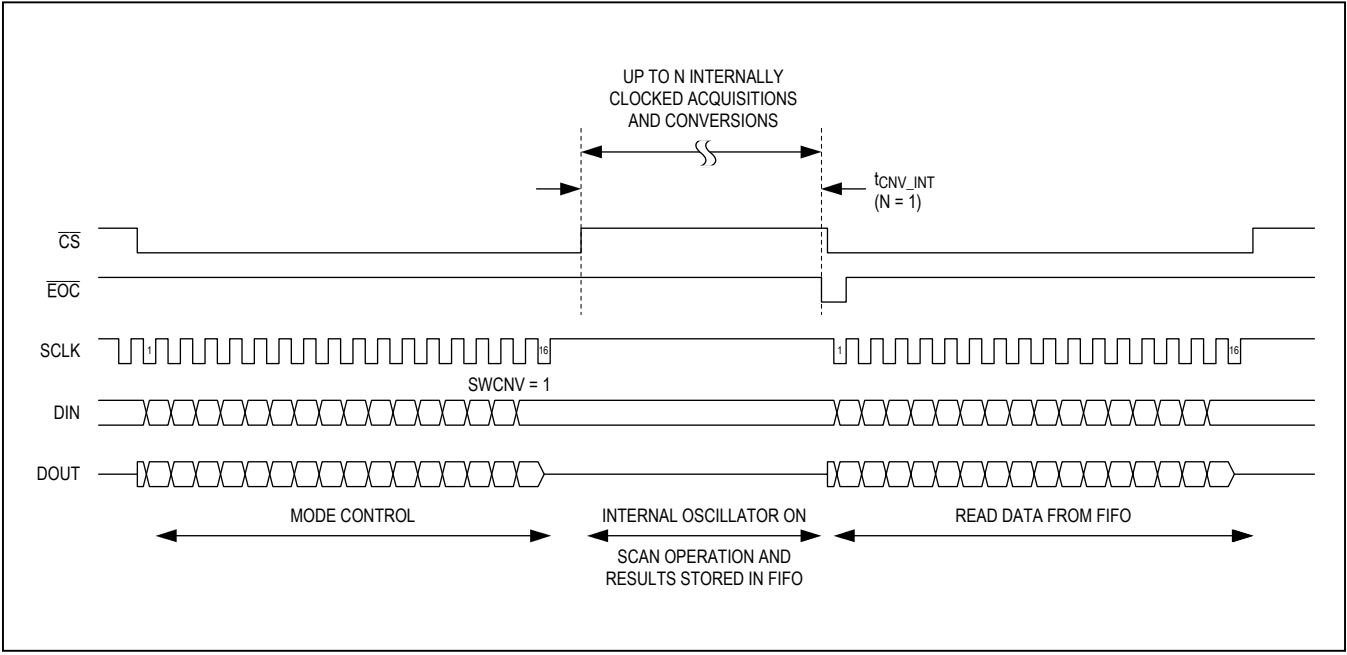 UP TO N INTERNALLY
CLOCKED ACQUISITIONS
AND CONVERSIONS
tCNV_INT
(N = 1)
CS
EOC
SCLK
1
16
1
16
SWCNV = 1
DIN
DOUT
MODE CONTROL
INTERNAL OSCILLATOR ON
READ DATA FROM FIFO
SCAN OPERATION AND
RESULTS STORED IN FIFO